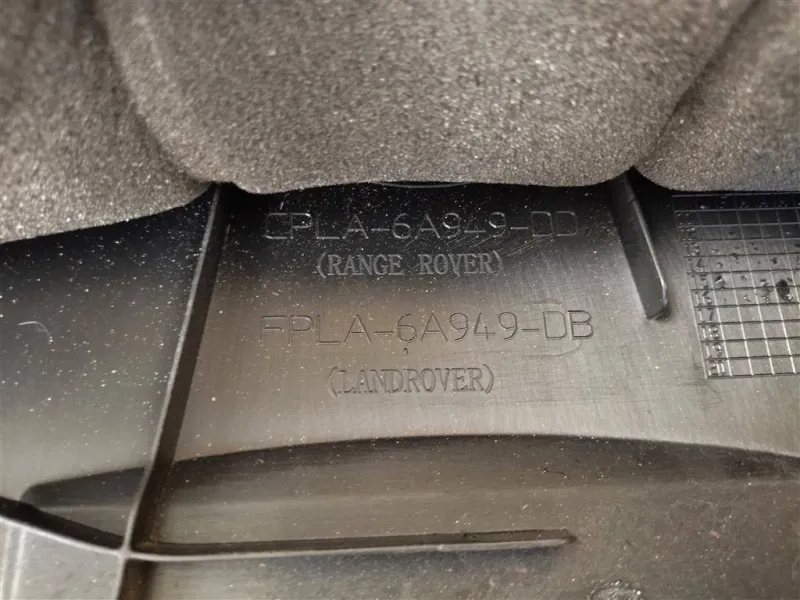 CPLA-6A949-DD
(RANGE ROVER)
FPLA-6A949-DB
(LANDROVER)